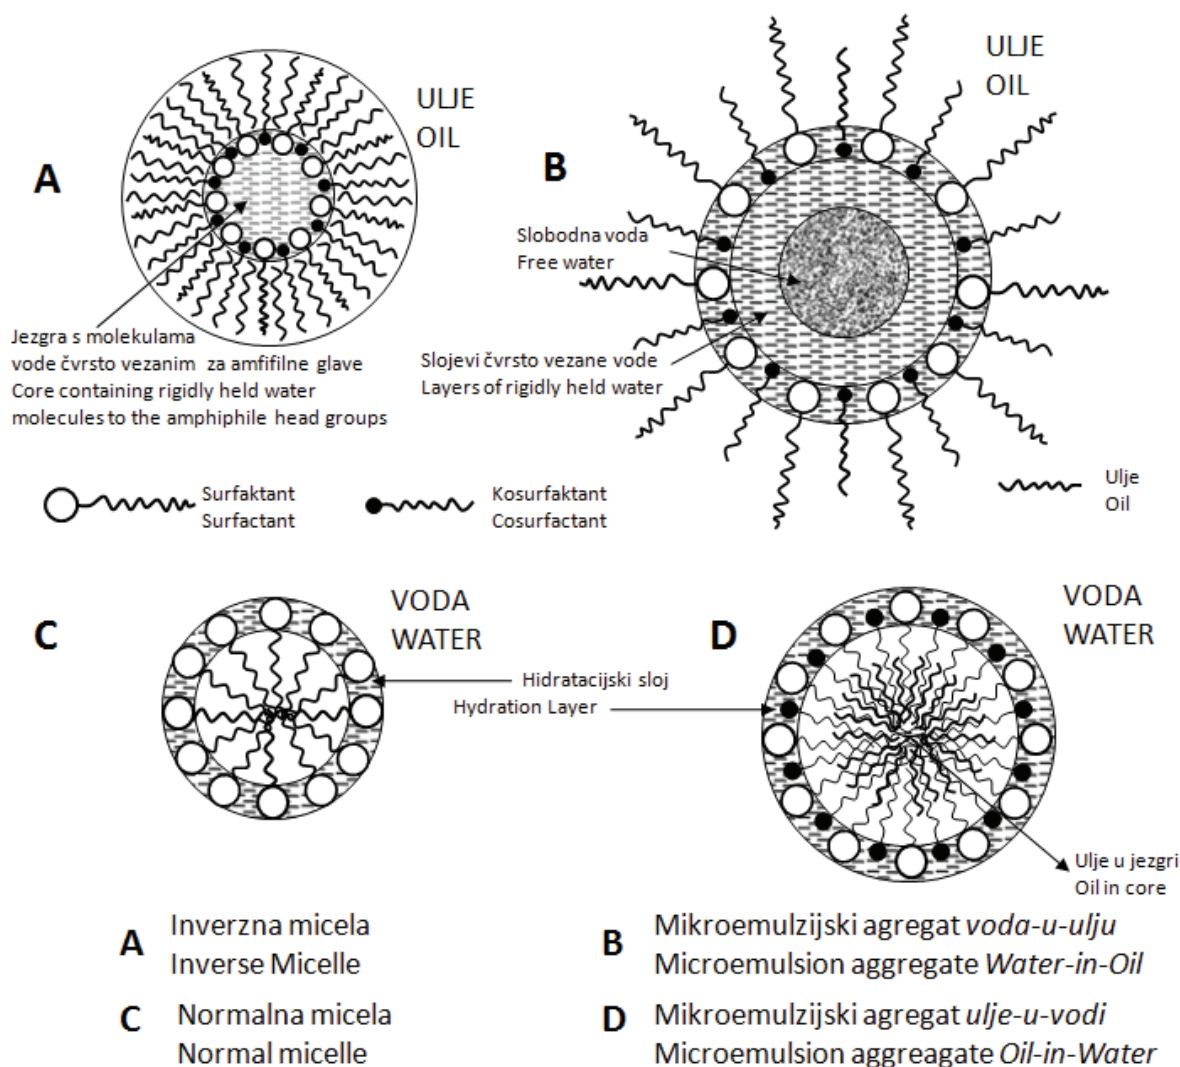 ULJE
OIL
A
Jezgra s molekulama
vode čvrsto vezanim za amfifilne glave
Core containing rigidly held water
molecules to the amphiphile head groups
ULJE
OIL
B
Slobodna voda
Free water
Slojevi čvrsto vezane vode
Layers of rigidly held water
Surfaktant
Surfactant
Kosurfaktant
Cosurfactant
Ulje
Oil
C
VODA
WATER
Hidratacijski sloj
Hydration Layer
D
VODA
WATER
Ulje u jezgri
Oil in core
A
Inverzna micela
Inverse Micelle
B
Mikroemulzijski agregat voda-u-ulju
Microemulsion aggregate Water-in-Oil
C
Normalna micela
Normal micelle
D
Mikroemulzijski agregat ulje-u-vodi
Microemulsion aggreagate Oil-in-Water